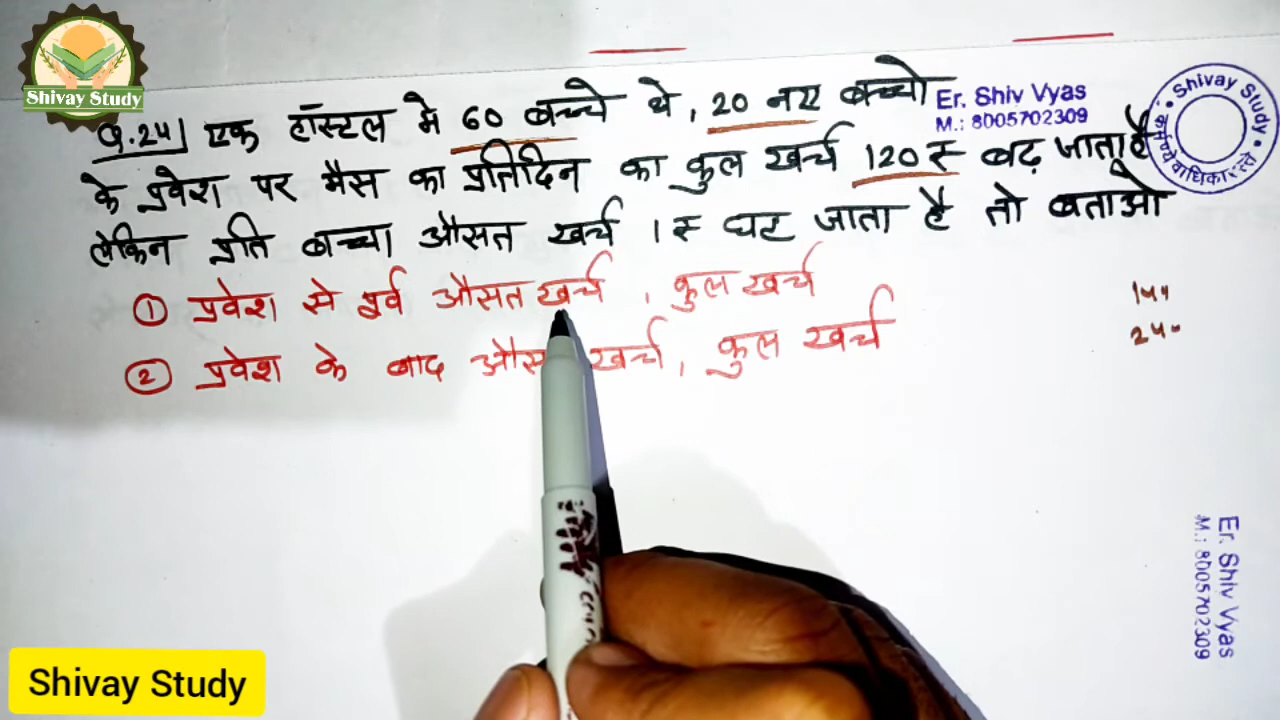 Shivay Study
Q.24| एक हॉस्टल मे 60 बच्चे थे, 20 नए बच्चो
के प्रवेश पर मैस का प्रतिदिन का कुल खर्च 120 रु बढ़ जाता है
लेकिन प्रति बच्चा औसत खर्च 1 रु घट जाता है तो बताओ
① प्रवेश से पूर्व औसत खर्च, कुल खर्च
② प्रवेश के बाद औसत खर्च, कुल खर्च
Er. Shiv Vyas
M.: 8005702309
Shivay Study
Er. Shiv Vyas
M.: 8005702309
Shivay Study